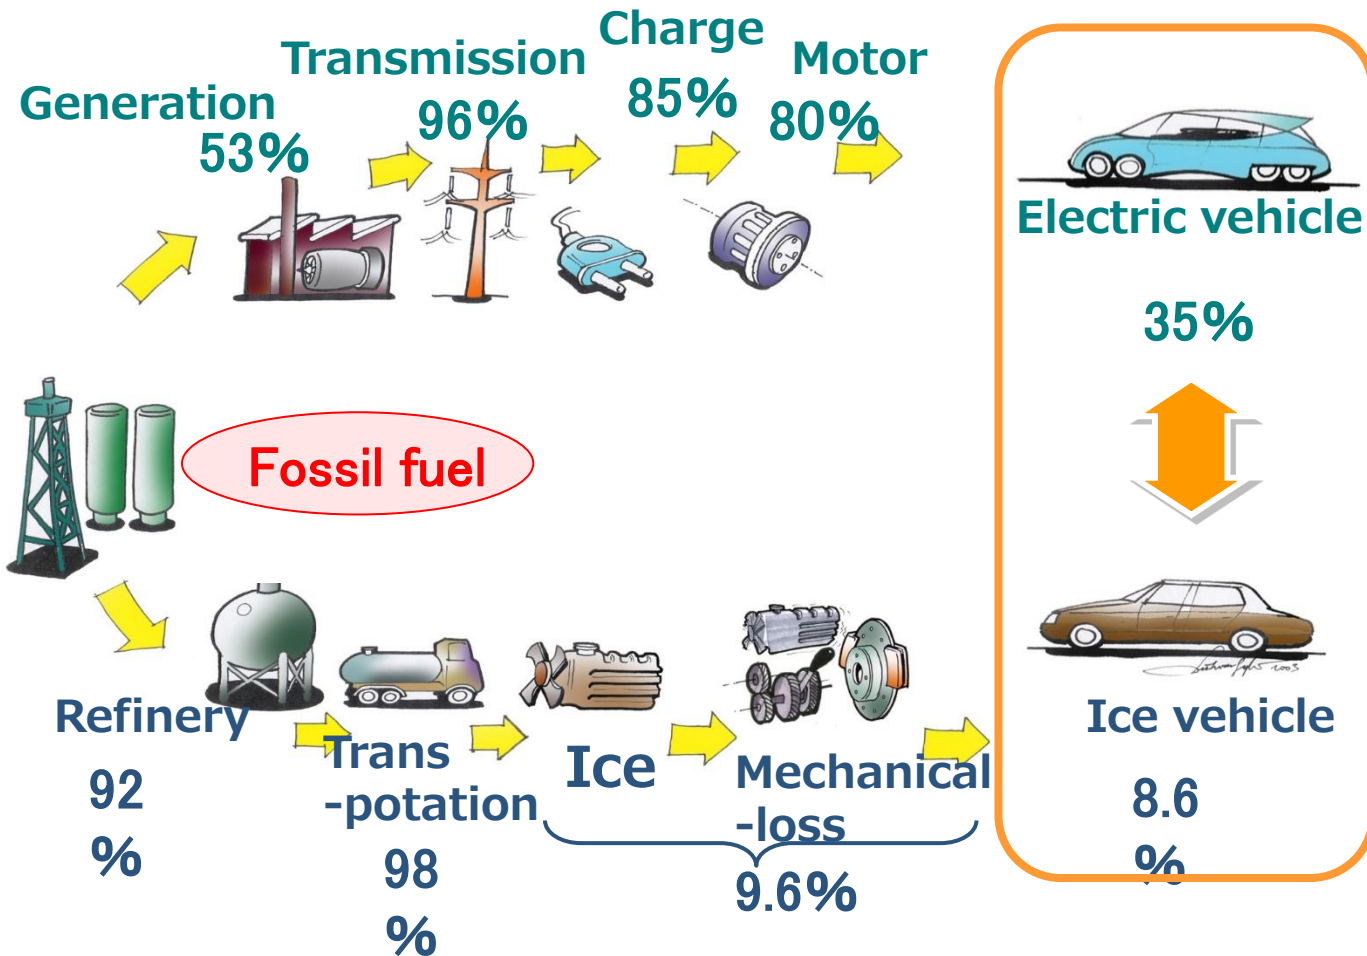 Generation
53%
Transmission
96%
Charge
85%
Motor
80%
Electric vehicle
35%
Fossil fuel
Refinery
92
%
Trans
-potation
98
%
Ice
Mechanical
-loss
9.6%
2003
Ice vehicle
8.6
%